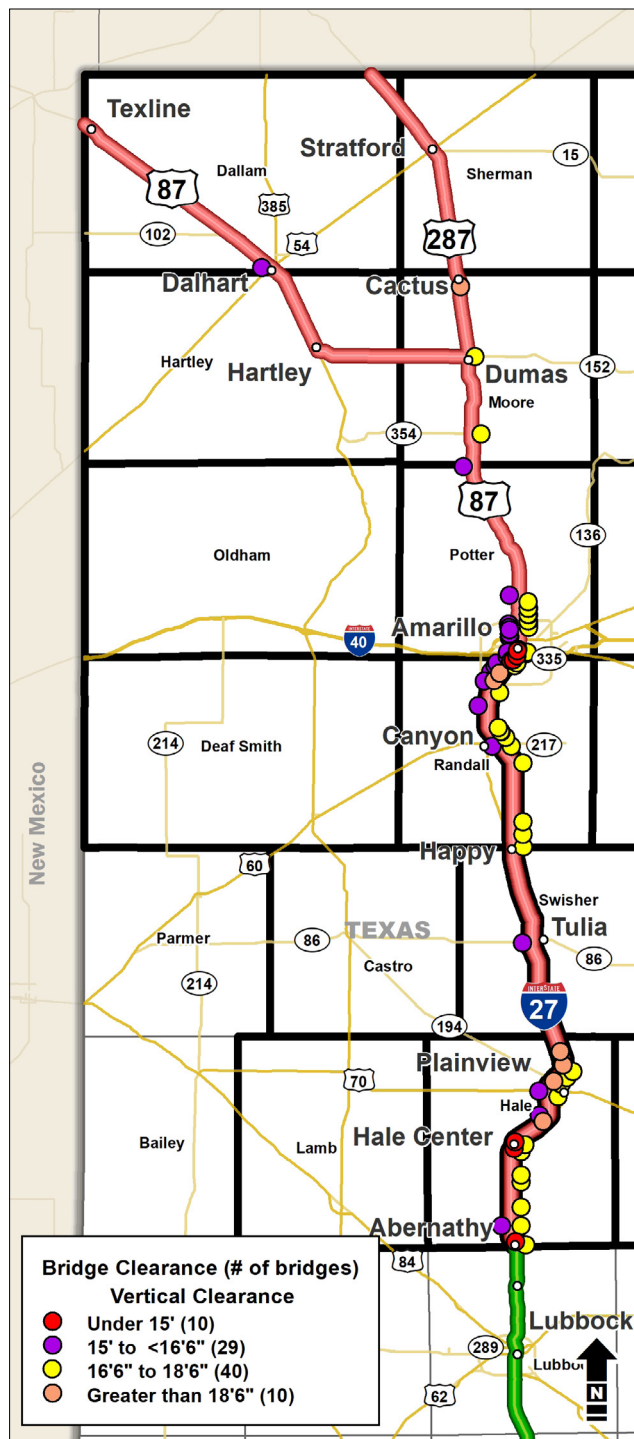 Texline
Stratford
15
Dallam
Sherman
87
385
287
102
54
Dalhart
Cactus
Hartley
Hartley
Dumas
152
Moore
354
87
136
Oldham
Potter
Amarillo
INTERSTATE
40
335
214
Deaf Smith
Canyon
217
Randall
New Mexico
Happy
60
Swisher
TEXAS
Tulia
Parmer
86
86
Castro
214
INTERSTATE
27
194
Plainview
70
Hale
Bailey
Lamb
Hale Center
Abernathy
84
Bridge Clearance (# of bridges)
Vertical Clearance
Under 15' (10)
15' to <16'6" (29)
16'6" to 18'6" (40)
Greater than 18'6" (10)
Lubbock
289
Lubbo
62
N